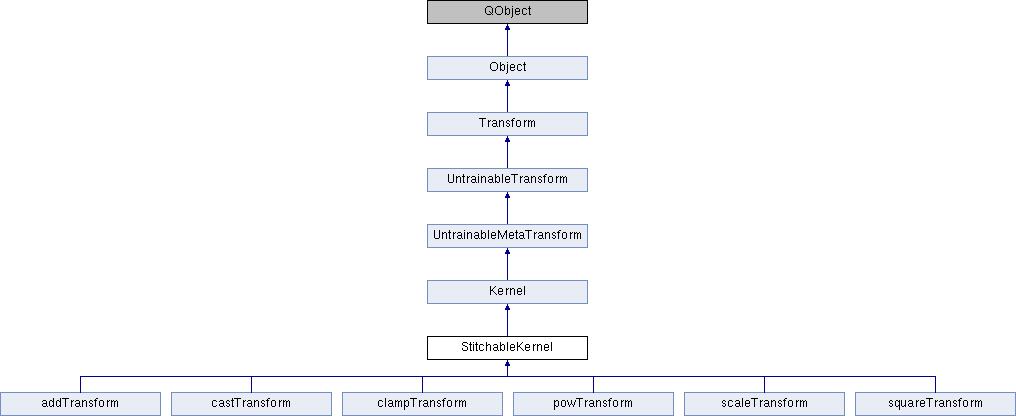 QObject
Object
Transform
UntrainableTransform
UntrainableMetaTransform
Kernel
StitchableKernel
addTransform castTransform clampTransform powTransform scaleTransform squareTransform